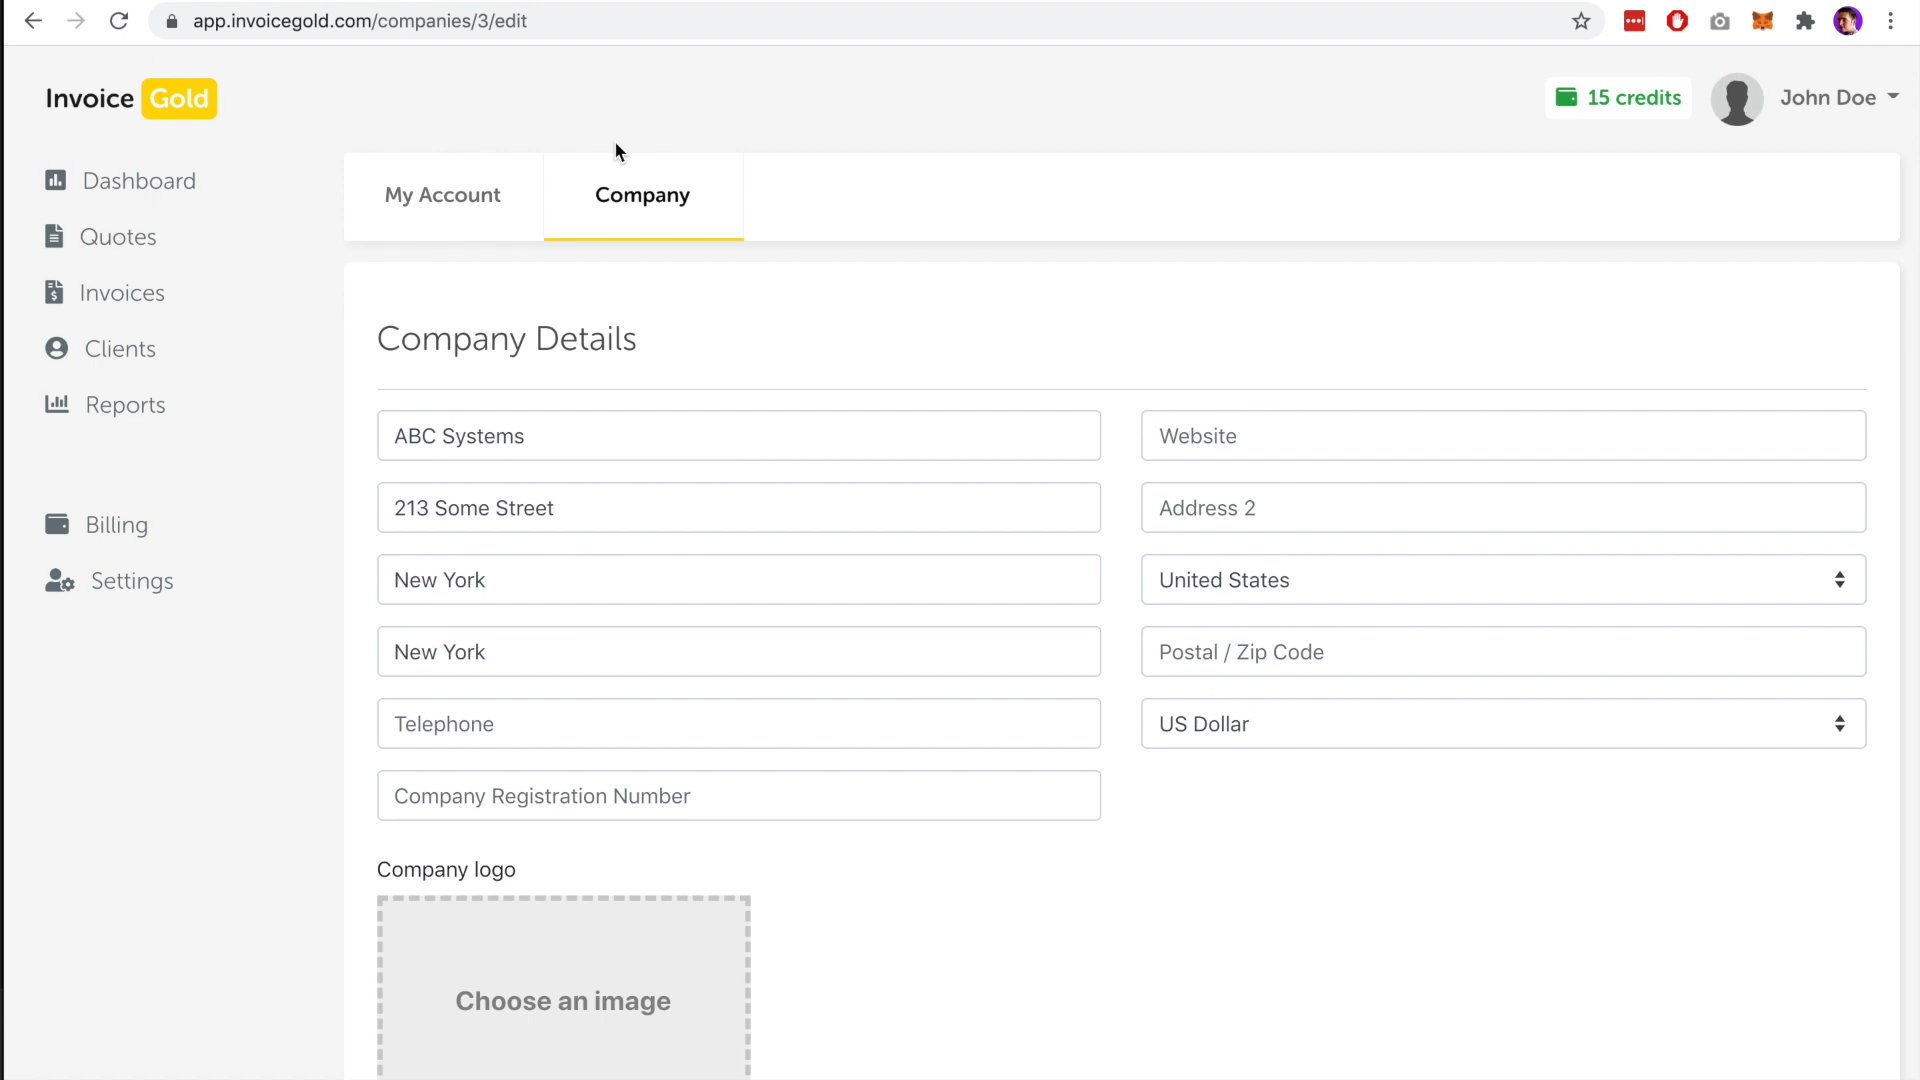 app.invoicegold.com/companies/3/edit
Invoice Gold
15 credits
John Doe
Dashboard
Quotes
Invoices
Clients
Reports
Billing
Settings
My Account
Company
Company Details
ABC Systems
Website
213 Some Street
Address 2
New York
United States
New York
Postal / Zip Code
Telephone
US Dollar
Company Registration Number
Company logo
Choose an image